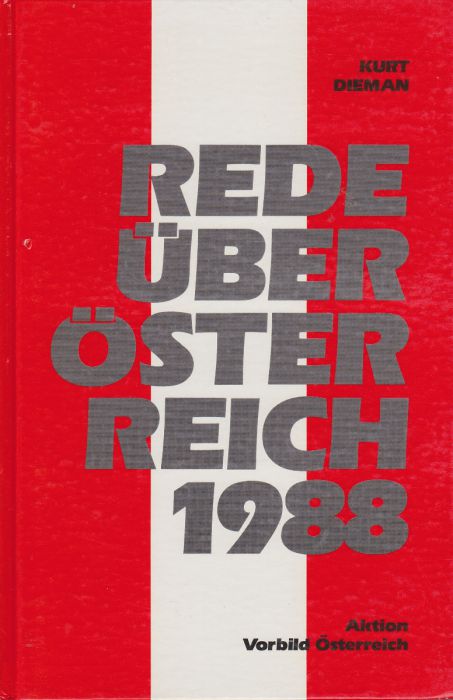 KURT
DIEMAN
REDE
ÜBER
ÖSTER
REICH
1988
Aktion
Vorbild Österreich